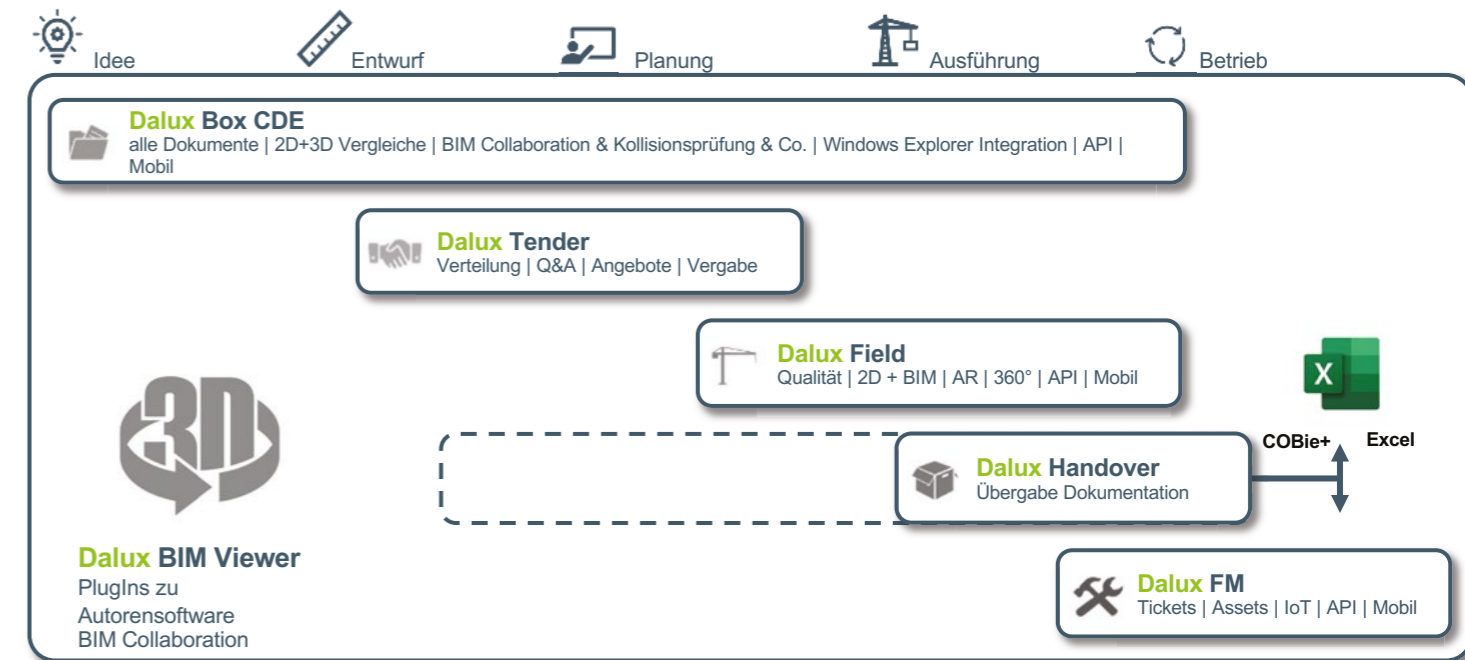 Idee
Entwurf
Planung
Ausführung
Betrieb
Dalux Box CDE
alle Dokumente | 2D+3D Vergleiche | BIM Collaboration & Kollisionsprüfung & Co. | Windows Explorer Integration | API |
Mobil
Dalux Tender
Verteilung | Q&A | Angebote | Vergabe
Dalux Field
Qualität | 2D + BIM | AR | 360° | API | Mobil
X
3D
COBie+ Excel
Dalux Handover
Übergabe Dokumentation
Dalux BIM Viewer
PlugIns zu
Autorensoftware
BIM Collaboration
Dalux FM
Tickets | Assets | IoT | API | Mobil